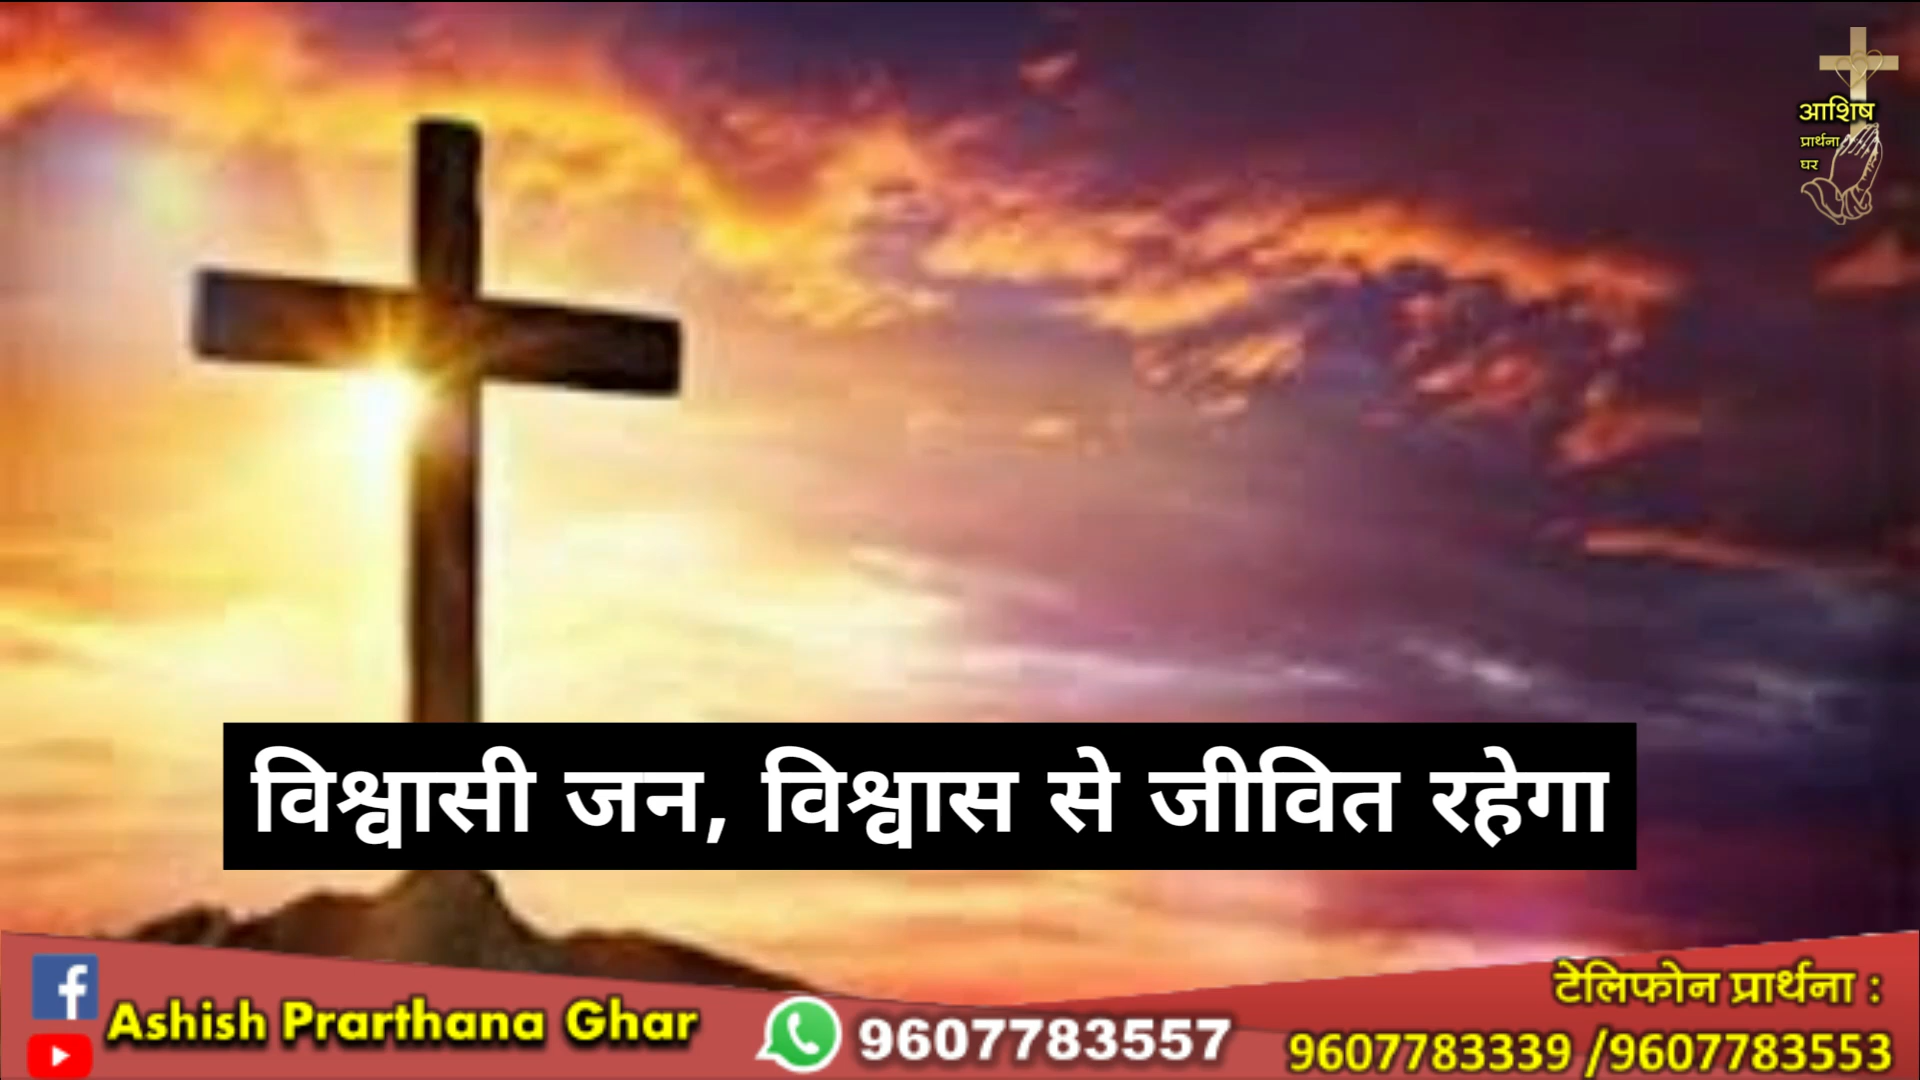 आशिष
प्रार्थना
घर
विश्वासी जन, विश्वास से जीवित रहेगा
Ashish Prarthana Ghar
9607783557
टेलिफोन प्रार्थना :
9607783339 /9607783553